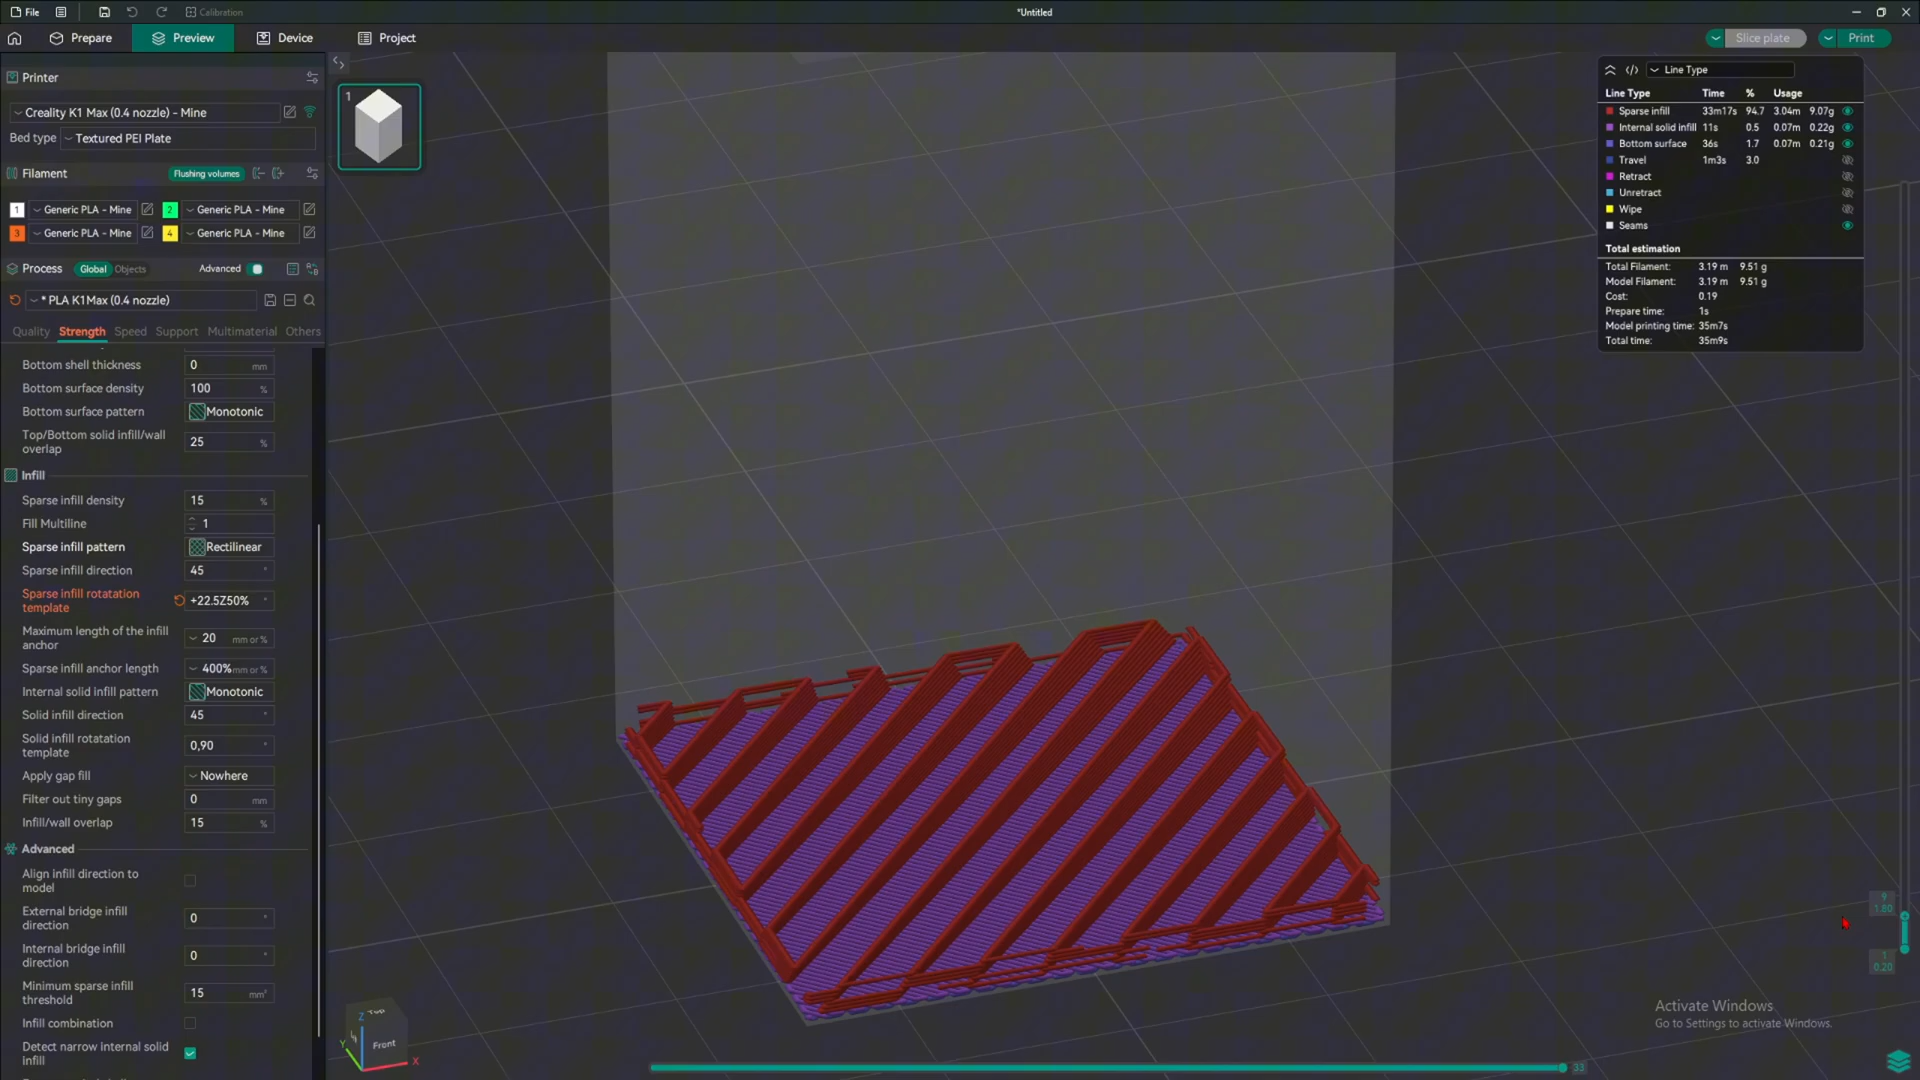 File
Calibration
*Untitled
Prepare
Preview
Device
Project
Slice plate
Print
Printer
Creality K1 Max (0.4 nozzle) - Mine
Bed type
Textured PEI Plate
Filament
Flushing volumes
1 Generic PLA - Mine
2 Generic PLA - Mine
3 Generic PLA - Mine
4 Generic PLA - Mine
Process
Global
Objects
Advanced
* PLA K1Max (0.4 nozzle)
Quality
Strength
Speed
Support
Multimaterial
Others
Bottom shell thickness 0 mm
Bottom surface density 100 %
Bottom surface pattern Monotonic
Top/Bottom solid infill/wall
overlap 25 %
Infill
Sparse infill density 15 %
Fill Multiline 1
Sparse infill pattern Rectilinear
Sparse infill direction 45 °
Sparse infill rotatation
template +22.5Z50% °
Maximum length of the infill
anchor 20 mm or %
Sparse infill anchor length 400% mm or %
Internal solid infill pattern Monotonic
Solid infill direction 45 °
Solid infill rotatation
template 0,90 °
Apply gap fill Nowhere
Filter out tiny gaps 0 mm
Infill/wall overlap 15 %
Advanced
Align infill direction to
model
External bridge infill
direction 0 °
Internal bridge infill
direction 0 °
Minimum sparse infill
threshold 15 mm²
Infill combination
Detect narrow internal solid
infill
1
Line Type
Line Type Time % Usage
Sparse infill 33m17s 94.7 3.04m 9.07g
Internal solid infill 11s 0.5 0.07m 0.22g
Bottom surface 36s 1.7 0.07m 0.21g
Travel 1m3s 3.0
Retract
Unretract
Wipe
Seams
Total estimation
Total Filament: 3.19 m 9.51 g
Model Filament: 3.19 m 9.51 g
Cost: 0.19
Prepare time: 1s
Model printing time: 35m7s
Total time: 35m9s
9
1.80
1
0.20
Activate Windows
Go to Settings to activate Windows.
Top
Front
Z
Y
X
33